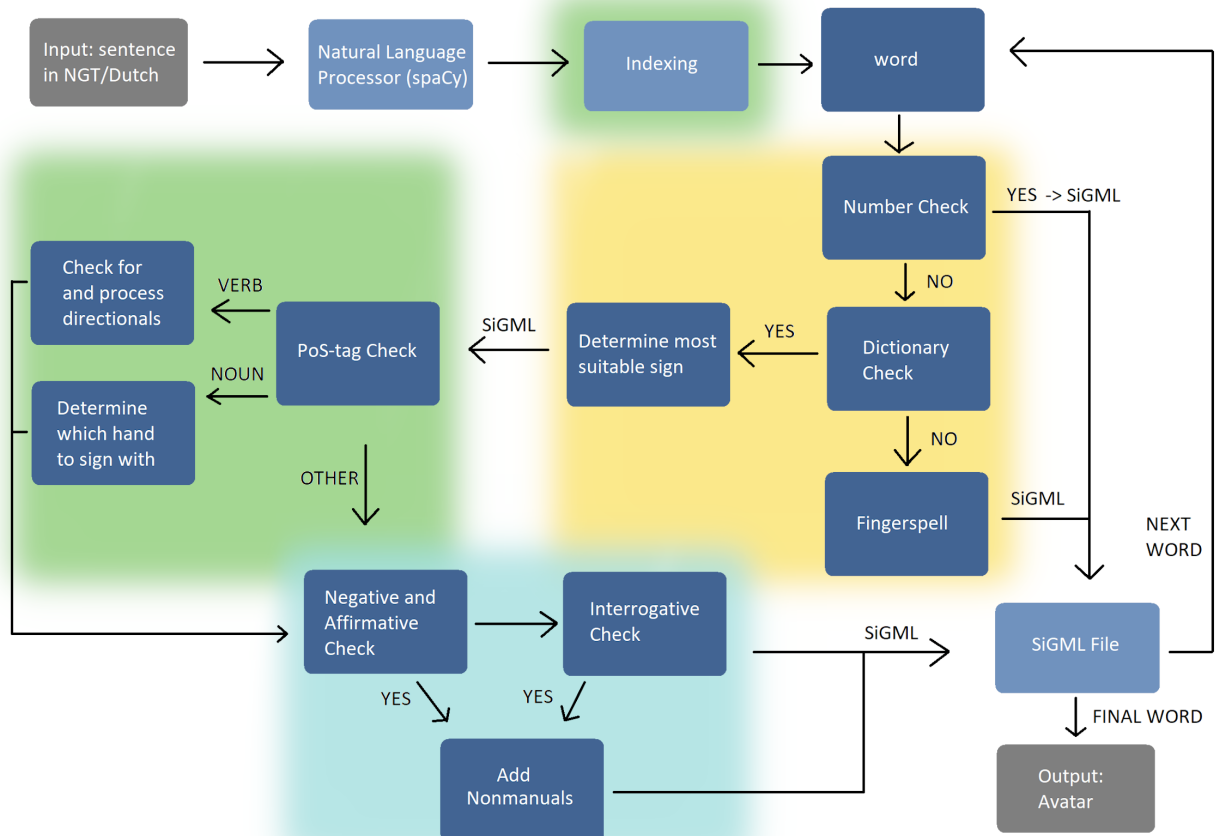 Input: sentence
in NGT/Dutch
Natural Language
Processor (spaCy)
Indexing
word
Number Check
YES -> SiGML
NO
Dictionary
Check
YES
Determine most
suitable sign
SiGML
PoS-tag Check
VERB
Check for
and process
directionals
NOUN
Determine
which hand
to sign with
OTHER
NO
Fingerspell
SiGML
NEXT
WORD
Negative and
Affirmative
Check
Interrogative
Check
YES
YES
Add
Nonmanuals
SiGML
SiGML File
FINAL WORD
Output:
Avatar